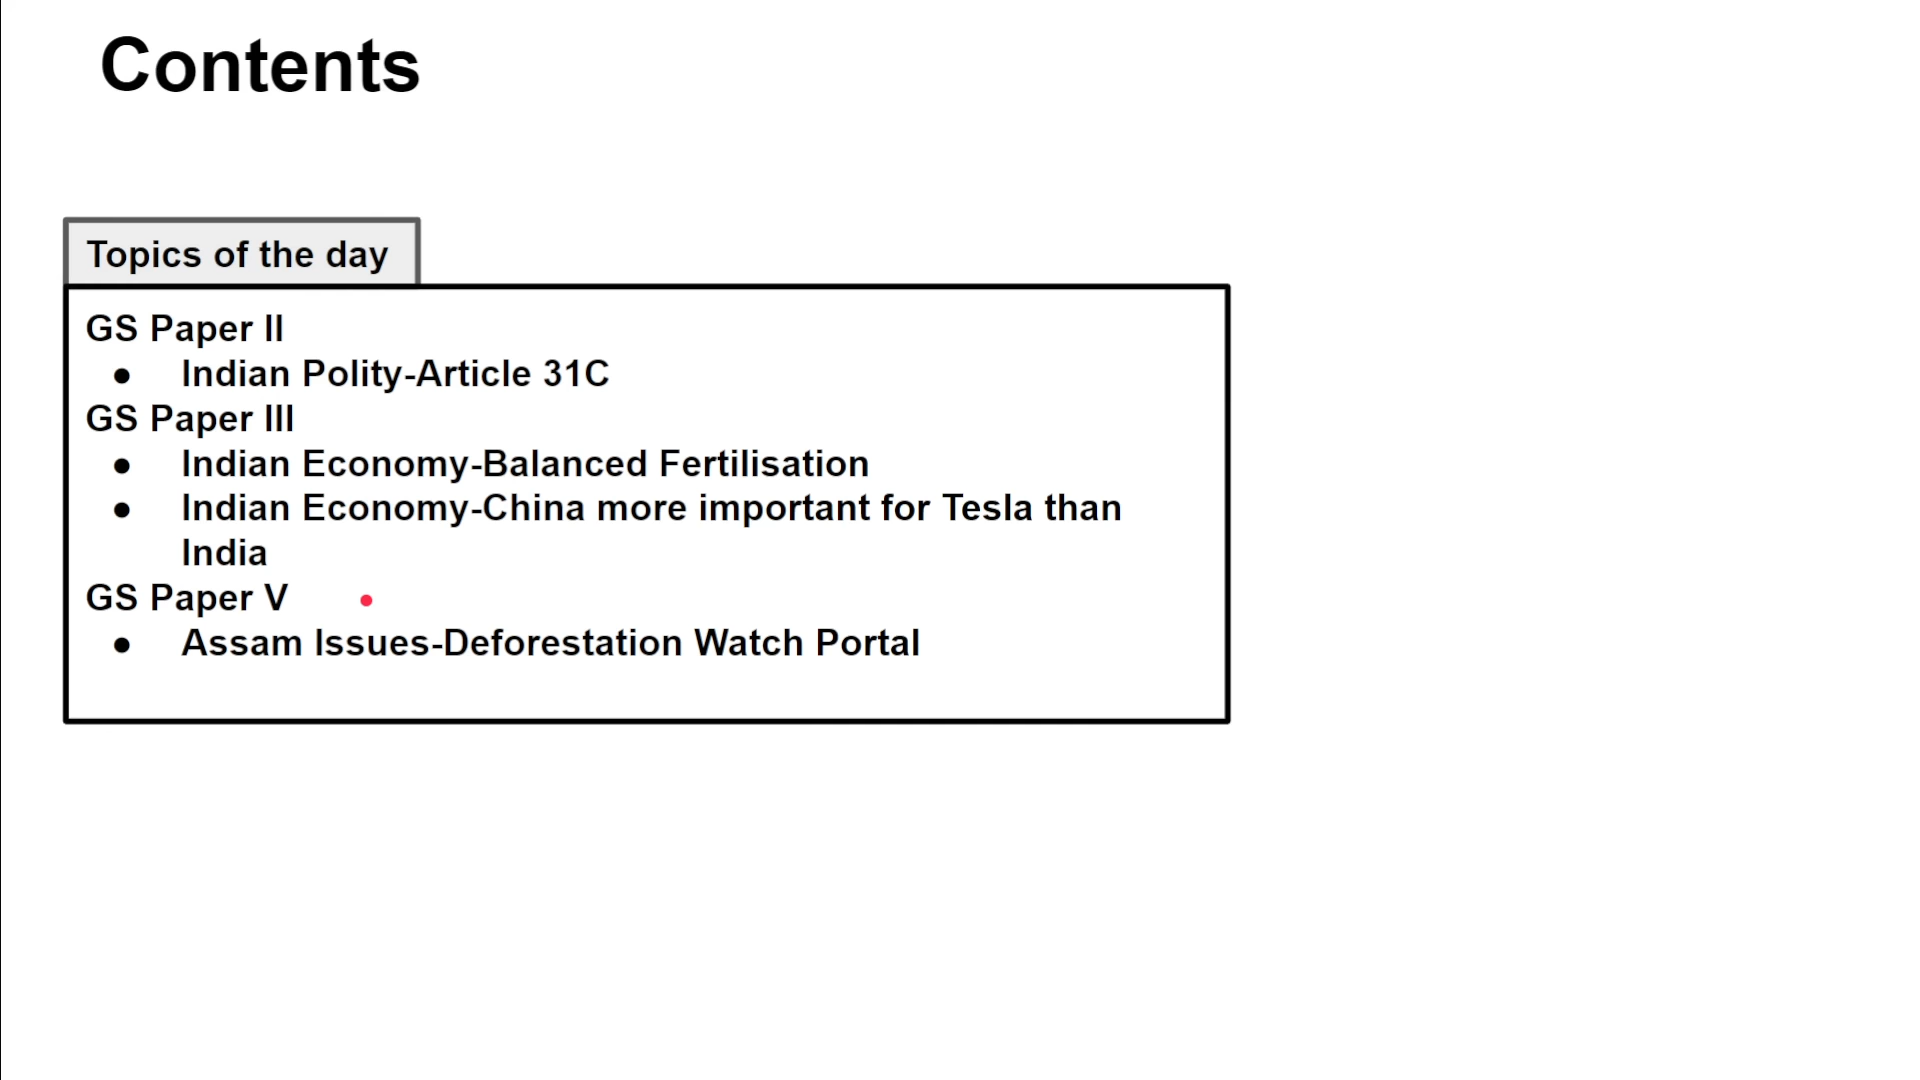 Contents
Topics of the day
GS Paper II
● Indian Polity-Article 31C
GS Paper III
● Indian Economy-Balanced Fertilisation
● Indian Economy-China more important for Tesla than
India
GS Paper V
● Assam Issues-Deforestation Watch Portal